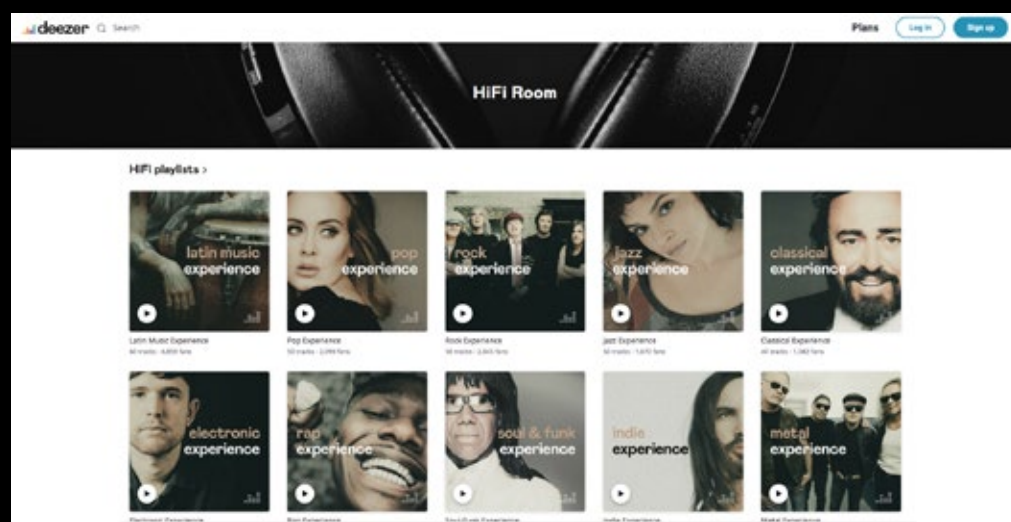 deezer
Search
Plans
Log in
Sign up
HiFi Room
HiFi playlists >
latin music
experience
pop
experience
rock
experience
jazz
experience
classical
experience
Latin Music Experience
Pop Experience
Rock Experience
Jazz Experience
Classical Experience
electronic
experience
rap
experience
soul & funk
experience
indie
experience
metal
experience